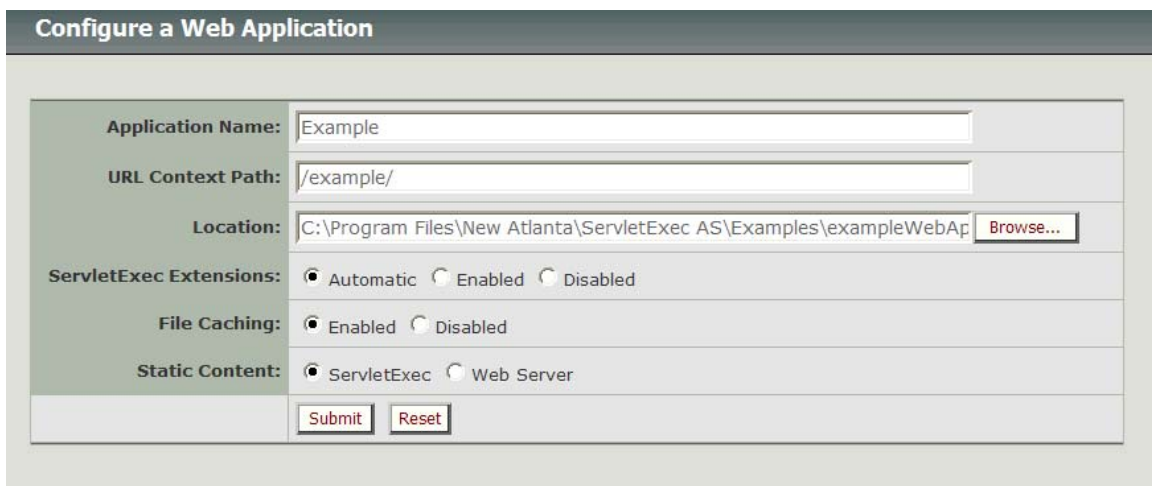 Configure a Web Application
Application Name: Example
URL Context Path: /example/
Location: C:\Program Files\New Atlanta\ServletExec AS\Examples\exampleWebAp Browse...
ServletExec Extensions: Automatic Enabled Disabled
File Caching: Enabled Disabled
Static Content: ServletExec Web Server
Submit Reset